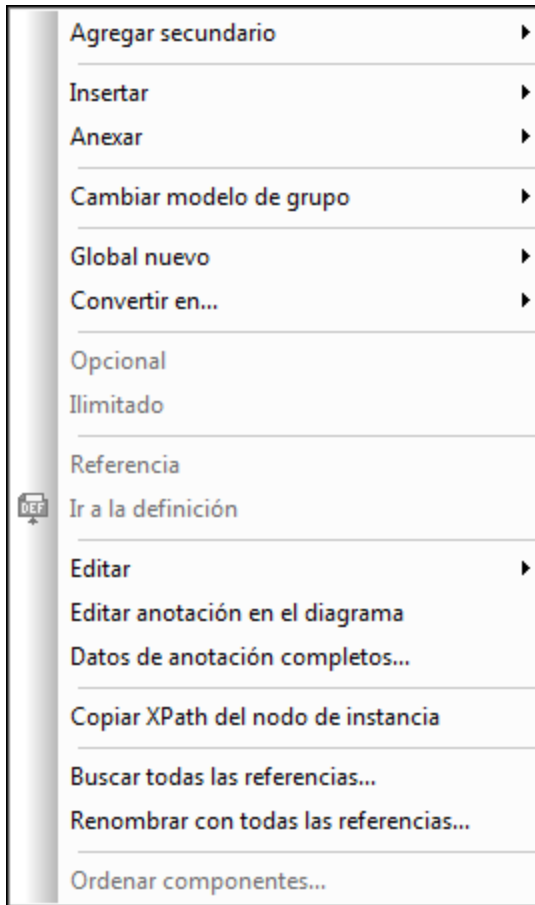 Agregar secundario
Insertar
Anexar
Cambiar modelo de grupo
Global nuevo
Convertir en...
Opcional
Ilimitado
Referencia
DEF Ir a la definición
Editar
Editar anotación en el diagrama
Datos de anotación completos...
Copiar XPath del nodo de instancia
Buscar todas las referencias...
Renombrar con todas las referencias...
Ordenar componentes...